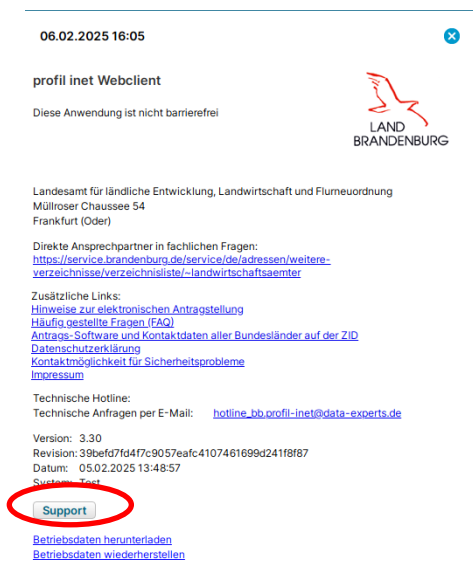 06.02.2025 16:05
profil inet Webclient
Diese Anwendung ist nicht barrierefrei
LAND
BRANDENBURG
Landesamt für ländliche Entwicklung, Landwirtschaft und Flurneuordnung
Müllroser Chaussee 54
Frankfurt (Oder)
Direkte Ansprechpartner in fachlichen Fragen:
https://service.brandenburg.de/service/de/adressen/weitere-
verzeichnisse/verzeichnisliste/~landwirtschaftsaemter
Zusätzliche Links:
Hinweise zur elektronischen Antragstellung
Häufig gestellte Fragen (FAQ)
Antrags-Software und Kontaktdaten aller Bundesländer auf der ZID
Datenschutzerklärung
Kontaktmöglichkeit für Sicherheitsprobleme
Impressum
Technische Hotline:
Technische Anfragen per E-Mail: hotline_bb.profil-inet@data-experts.de
Version: 3.30
Revision: 39befd7fd4f7c9057eafc4107461699d241f8f87
Datum: 05.02.2025 13:48:57
System: Test
Support
Betriebsdaten herunterladen
Betriebsdaten wiederherstellen